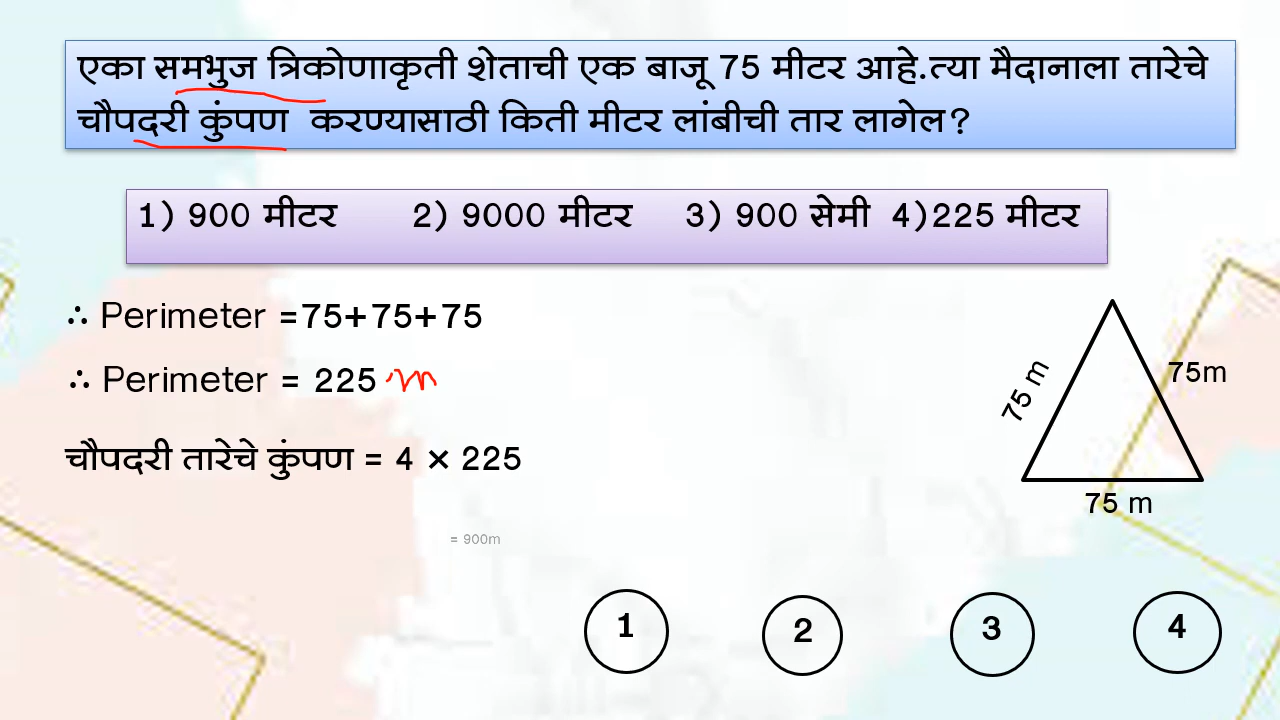 एका समभुज त्रिकोणाकृती शेताची एक बाजू 75 मीटर आहे.त्या मैदानाला तारेचे
चौपदरी कुंपण करण्यासाठी किती मीटर लांबीची तार लागेल?
1) 900 मीटर 2) 9000 मीटर 3) 900 सेमी 4)225 मीटर
∴ Perimeter =75+75+75
∴ Perimeter = 225 m
75 m
75m
चौपदरी तारेचे कुंपण = 4 × 225
75 m
= 900m
1 2 3 4